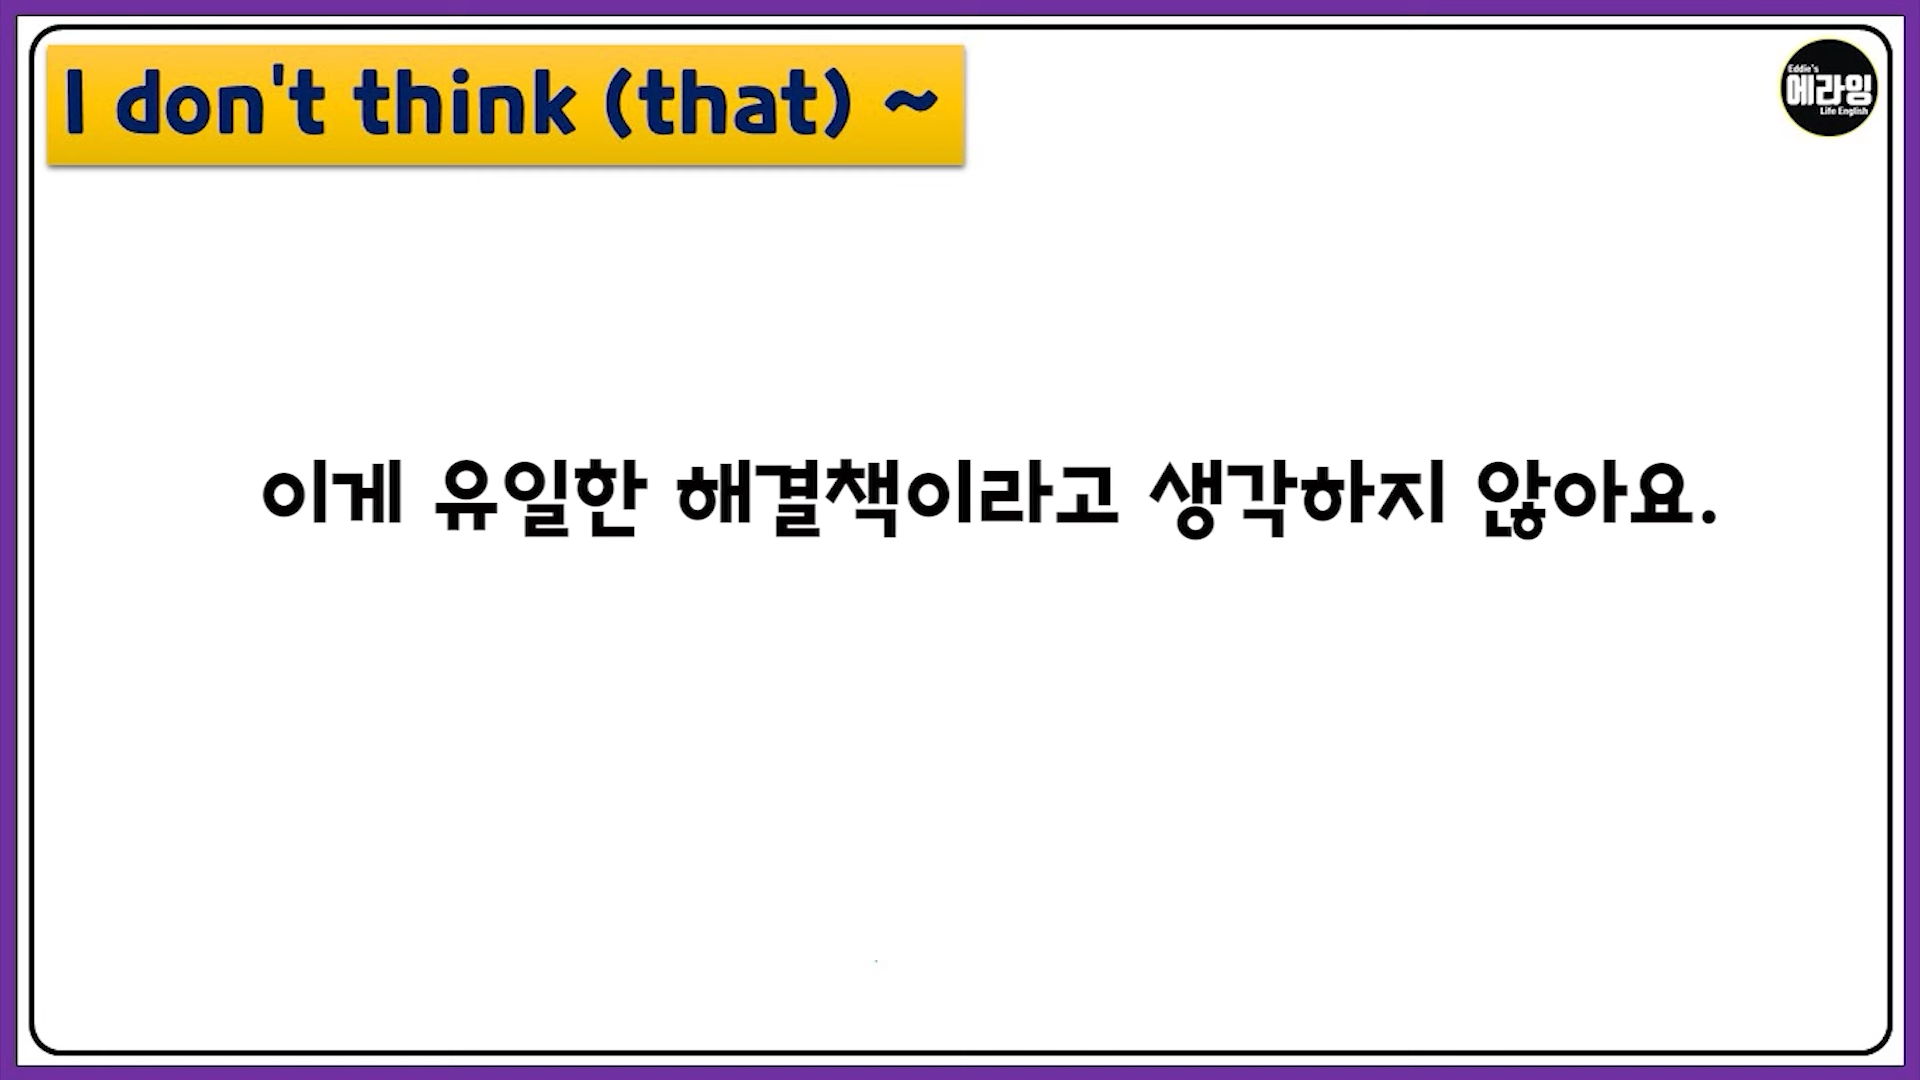 I don't think (that) ~
Eddie's
에라잉
Life English
이게 유일한 해결책이라고 생각하지 않아요.